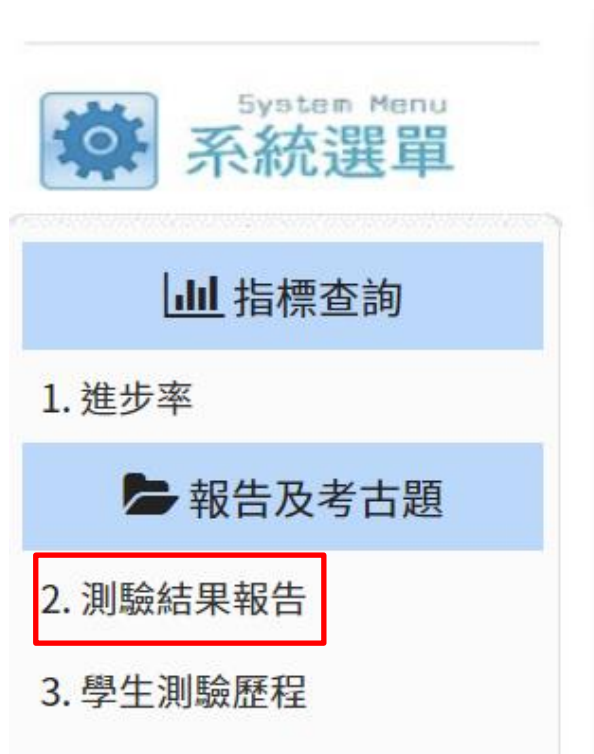 System Menu
系統選單
指標查詢
1. 進步率
報告及考古題
2. 測驗結果報告
3. 學生測驗歷程